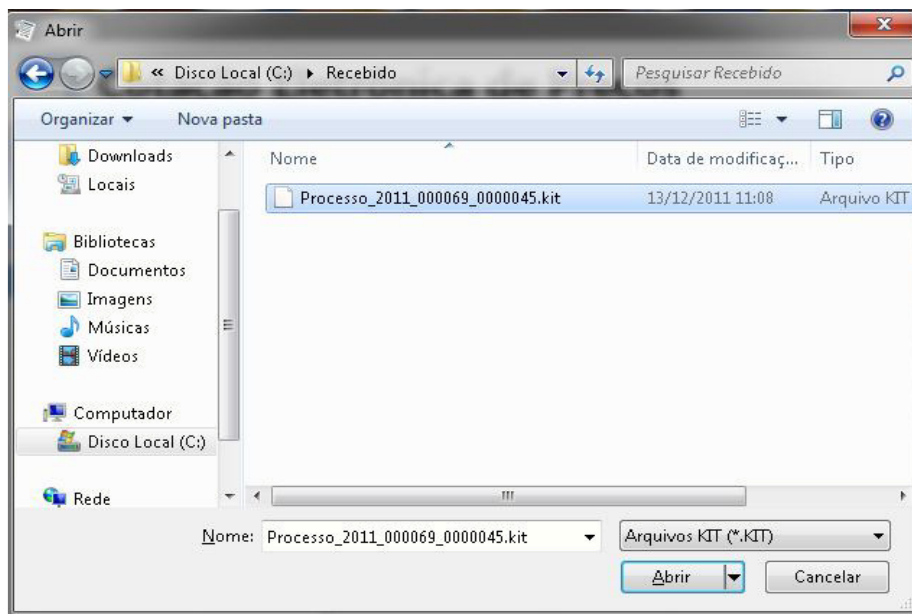 Abrir
« Disco Local (C:) ▸ Recebido
Pesquisar Recebido
Organizar
Nova pasta
Downloads
Locais
Bibliotecas
Documentos
Imagens
Músicas
Vídeos
Computador
Disco Local (C:)
Rede
Nome Data de modificaç... Tipo
Processo_2011_000069_0000045.kit 13/12/2011 11:08 Arquivo KIT
Nome: Processo_2011_000069_0000045.kit
Arquivos KIT (*.KIT)
Abrir
Cancelar